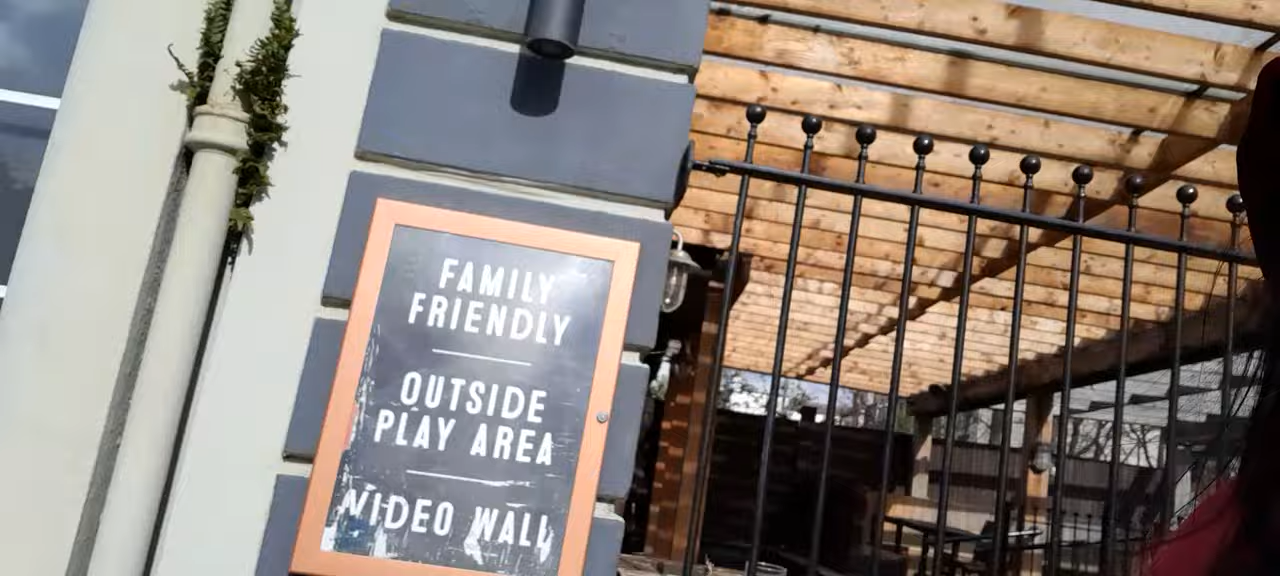 FAMILY
FRIENDLY
OUTSIDE
PLAY AREA
VIDEO WALL